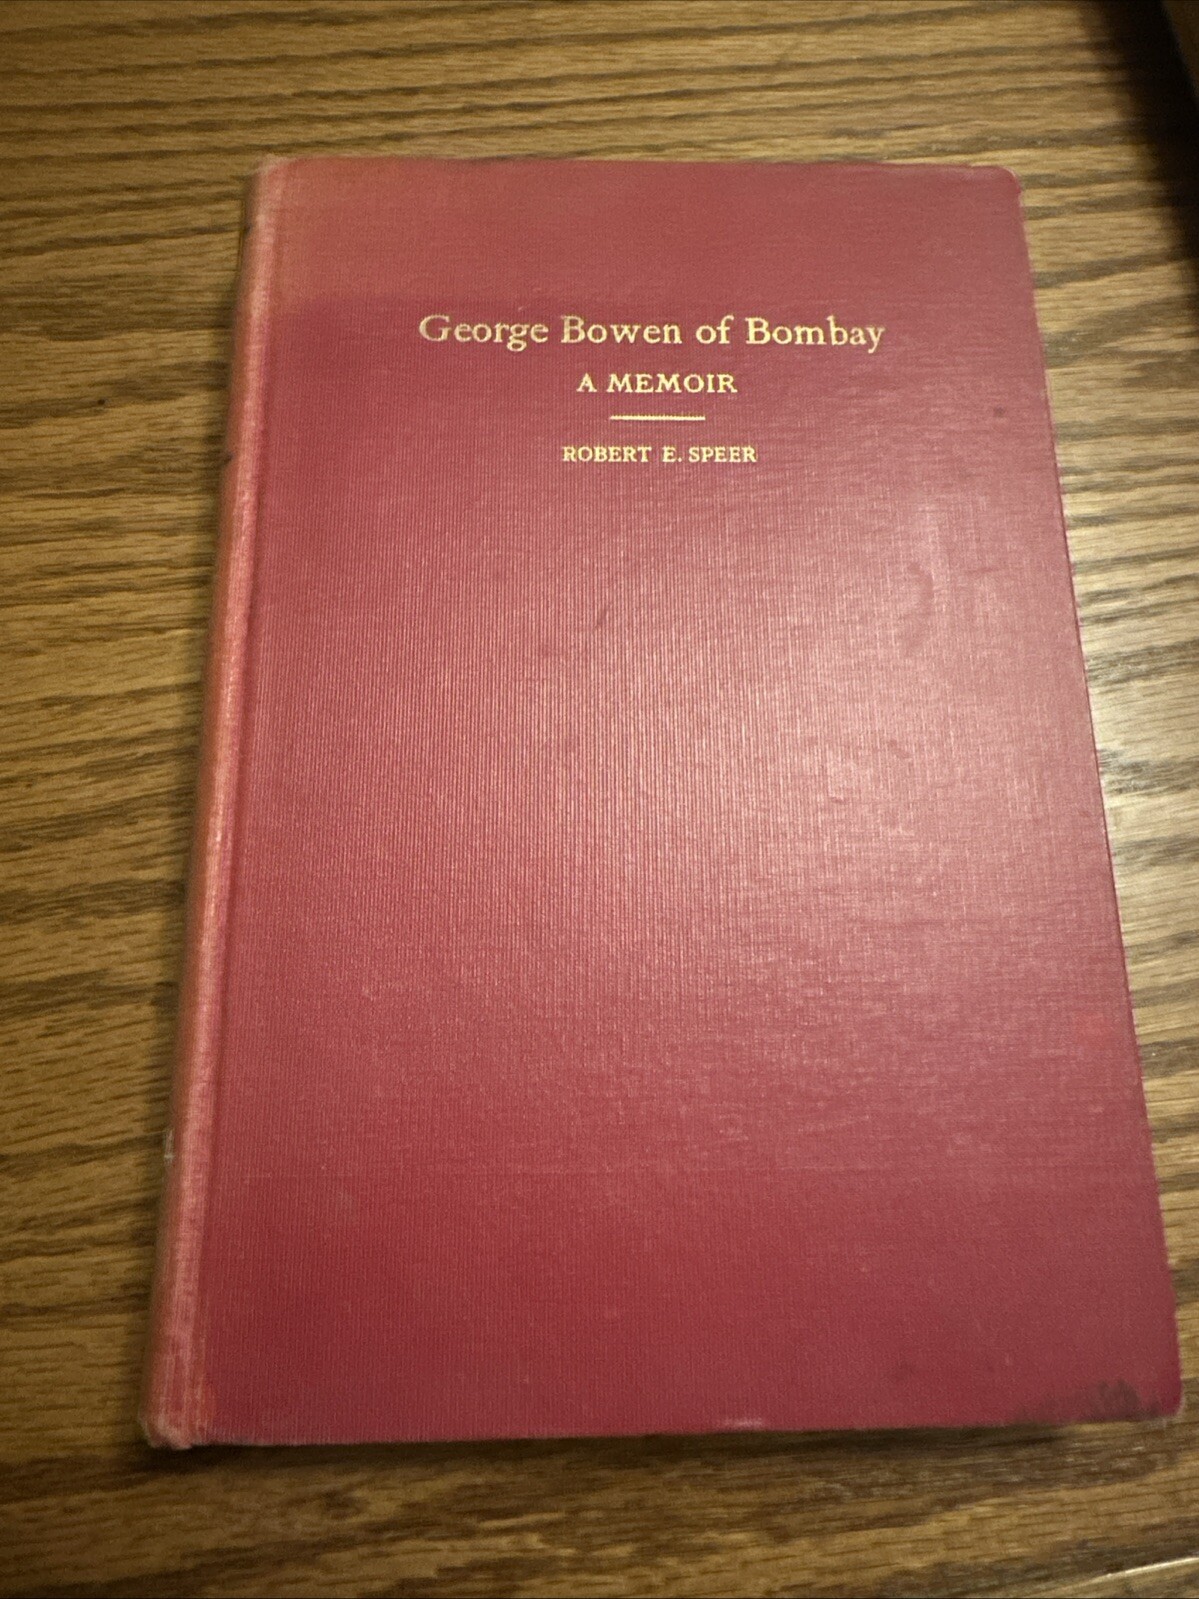 George Bowen of Bombay
A MEMOIR
ROBERT E. SPEER